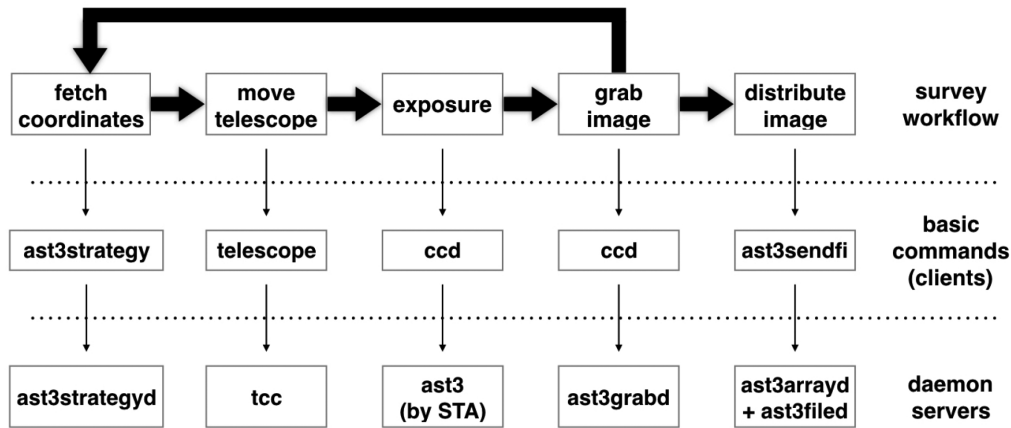 fetch
coordinates
move
telescope
exposure
grab
image
distribute
image
survey
workflow
ast3strategy
telescope
ccd
ccd
ast3sendfi
basic
commands
(clients)
ast3strategyd
tcc
ast3
(by STA)
ast3grabd
ast3arrayd
+ ast3filed
daemon
servers